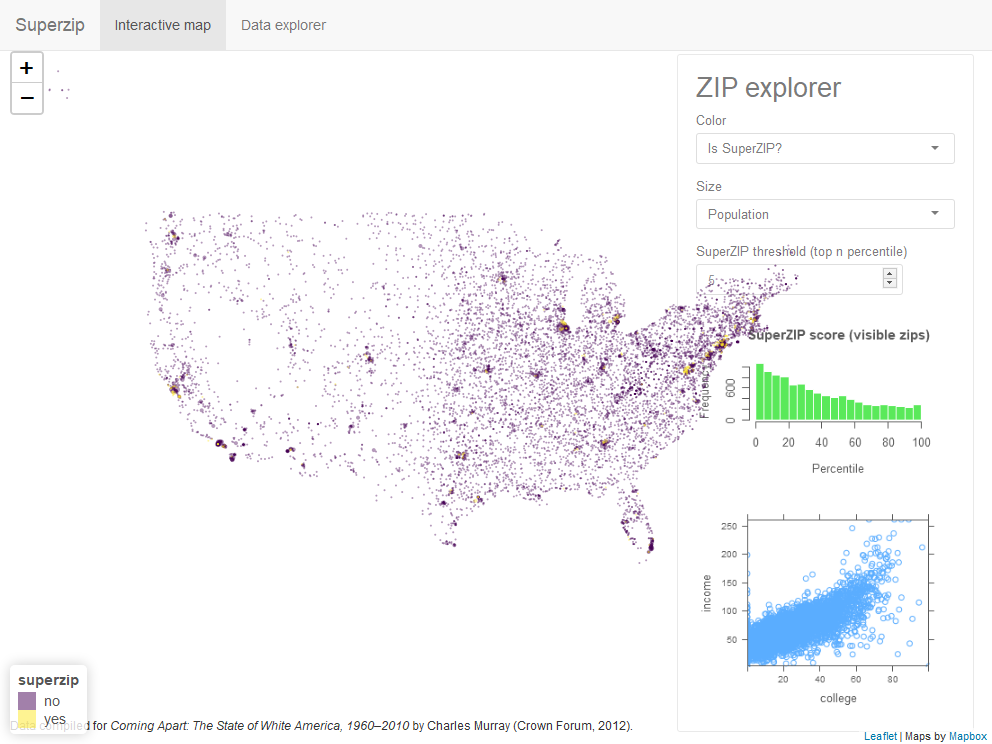 Superzip
Interactive map
Data explorer
+
−
ZIP explorer
Color
Is SuperZIP?
Size
Population
SuperZIP threshold (top n percentile)
5
SuperZIP score (visible zips)
Frequency
0
600
0 20 40 60 80 100
Percentile
income
250
200
150
100
50
20 40 60 80
college
superzip
no
yes
Data compiled for Coming Apart: The State of White America, 1960–2010 by Charles Murray (Crown Forum, 2012).
Leaflet | Maps by Mapbox